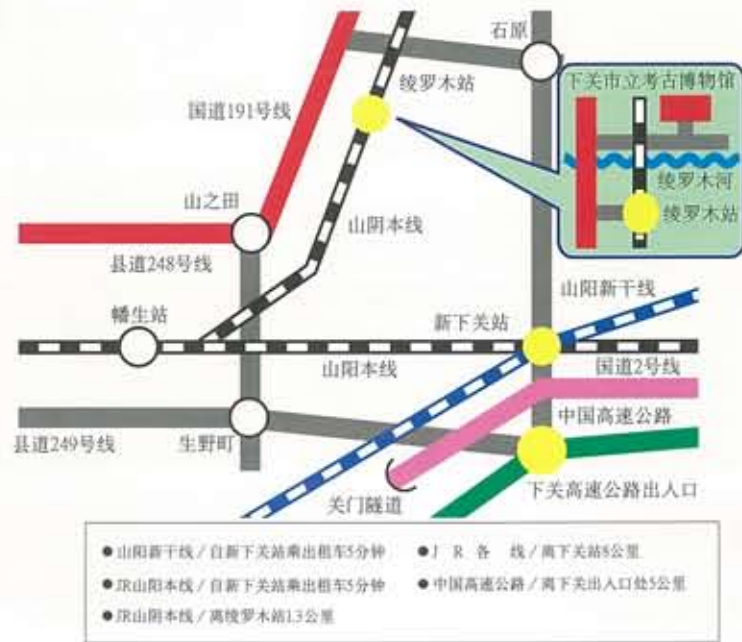 石原
下关市立考古博物馆
绫罗木站
国道191号线
绫罗木河
山之田
绫罗木站
山阴本线
县道248号线
山阳新干线
幡生站
新下关站
山阳本线
国道2号线
中国高速公路
县道249号线
生野町
关门隧道
下关高速公路出入口
●山阳新干线/自新下关站乘出租车5分钟
●J R 各 线/离下关站8公里
●JR山阳本线/自新下关站乘出租车5分钟
●中国高速公路/离下关出入口处5公里
●JR山阴本线/离绫罗木站1.3公里